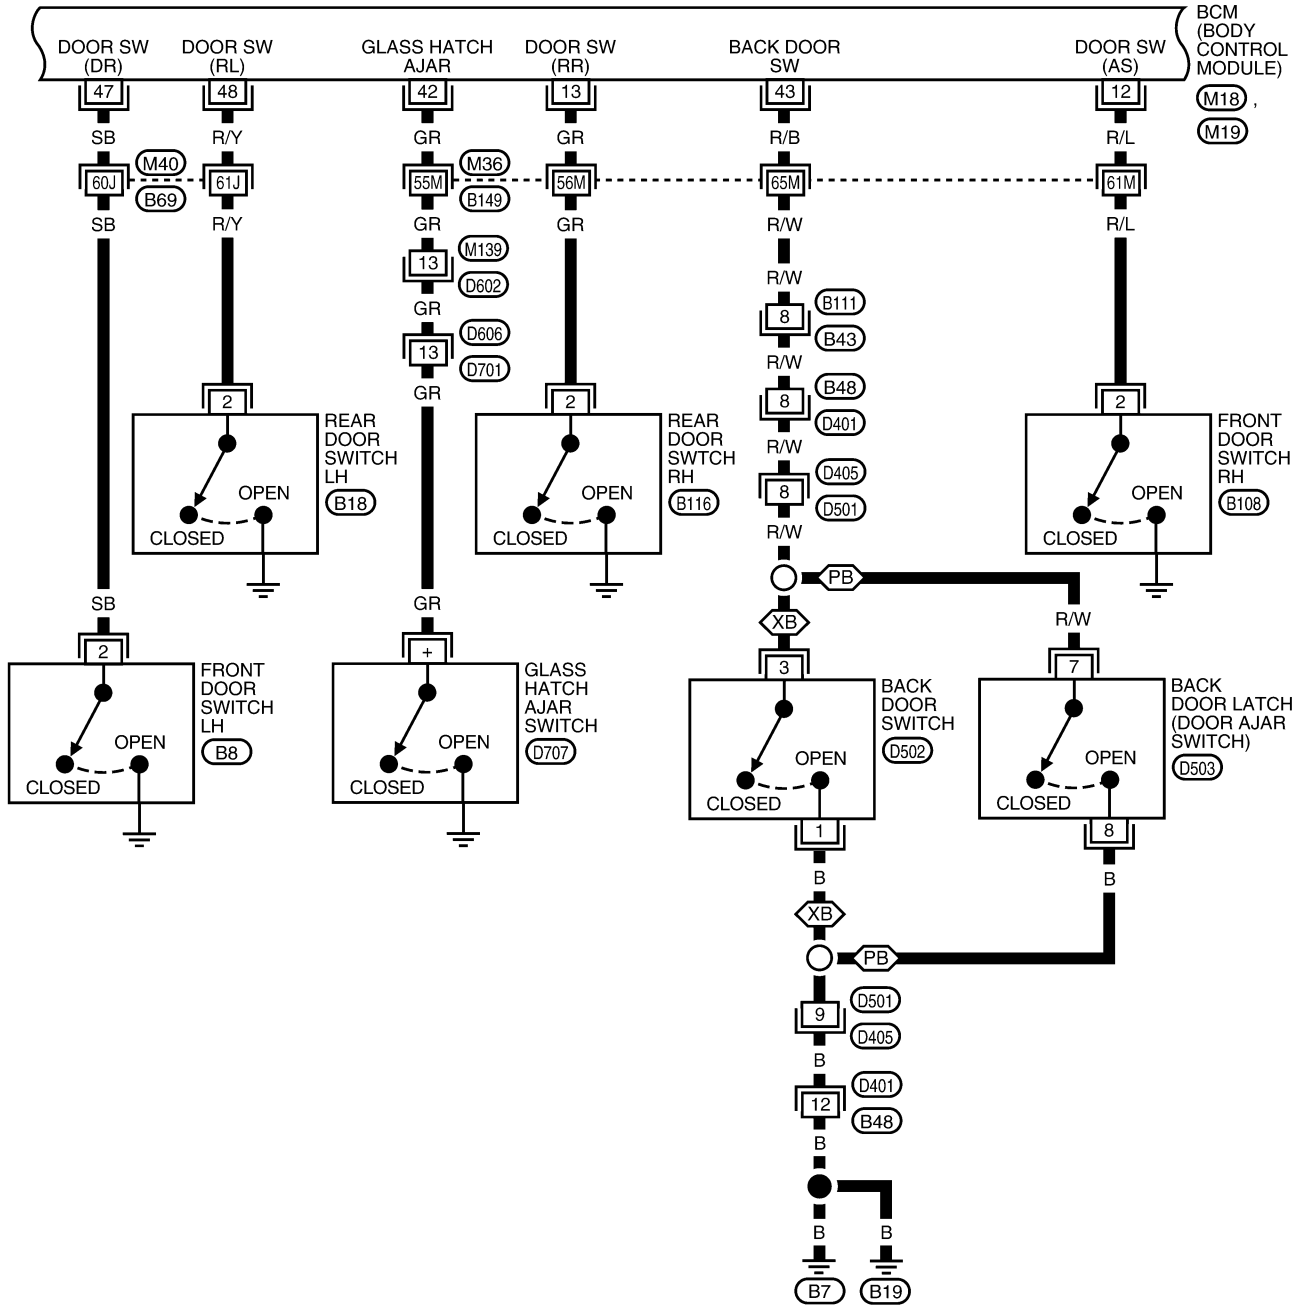 BCM
(BODY
CONTROL
MODULE)
M18 ,
M19
DOOR SW
(DR)
DOOR SW
(RL)
GLASS HATCH
AJAR
DOOR SW
(RR)
BACK DOOR
SW
DOOR SW
(AS)
47
48
42
13
43
12
SB
R/Y
GR
GR
R/B
R/L
60J
M40
B69
61J
55M
M36
B149
56M
65M
61M
SB
R/Y
GR
GR
R/W
R/L
13
M139
D602
R/W
GR
8
B111
B43
13
D606
D701
R/W
GR
8
B48
D401
2
2
2
REAR
DOOR
SWITCH
LH
B18
OPEN
CLOSED
REAR
DOOR
SWTCH
RH
B116
OPEN
CLOSED
R/W
8
D405
D501
R/W
FRONT
DOOR
SWITCH
RH
B108
OPEN
CLOSED
PB
SB
GR
XB
R/W
2
+
3
7
FRONT
DOOR
SWITCH
LH
B8
OPEN
CLOSED
GLASS
HATCH
AJAR
SWITCH
D707
OPEN
CLOSED
BACK
DOOR
SWITCH
D502
OPEN
CLOSED
BACK
DOOR LATCH
(DOOR AJAR
SWITCH)
D503
OPEN
CLOSED
1
8
B
B
XB
PB
9
D501
D405
B
12
D401
B48
B
B
B
B7
B19